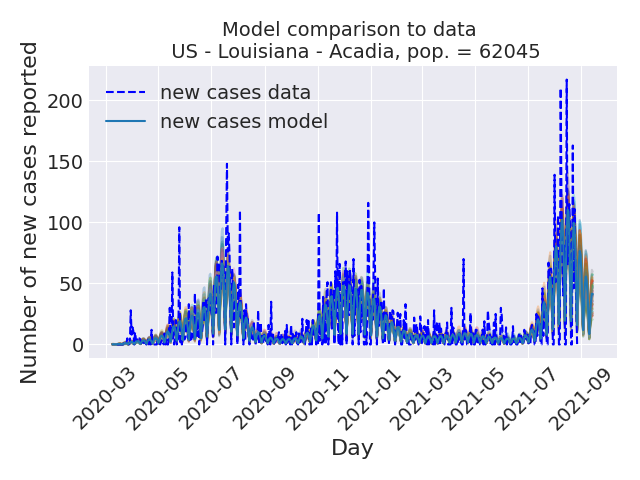 Model comparison to data
US - Louisiana - Acadia, pop. = 62045
Number of new cases reported
200
150
100
50
0
new cases data
new cases model
2020-03
2020-05
2020-07
2020-09
2020-11
2021-01
2021-03
2021-05
2021-07
2021-09
Day